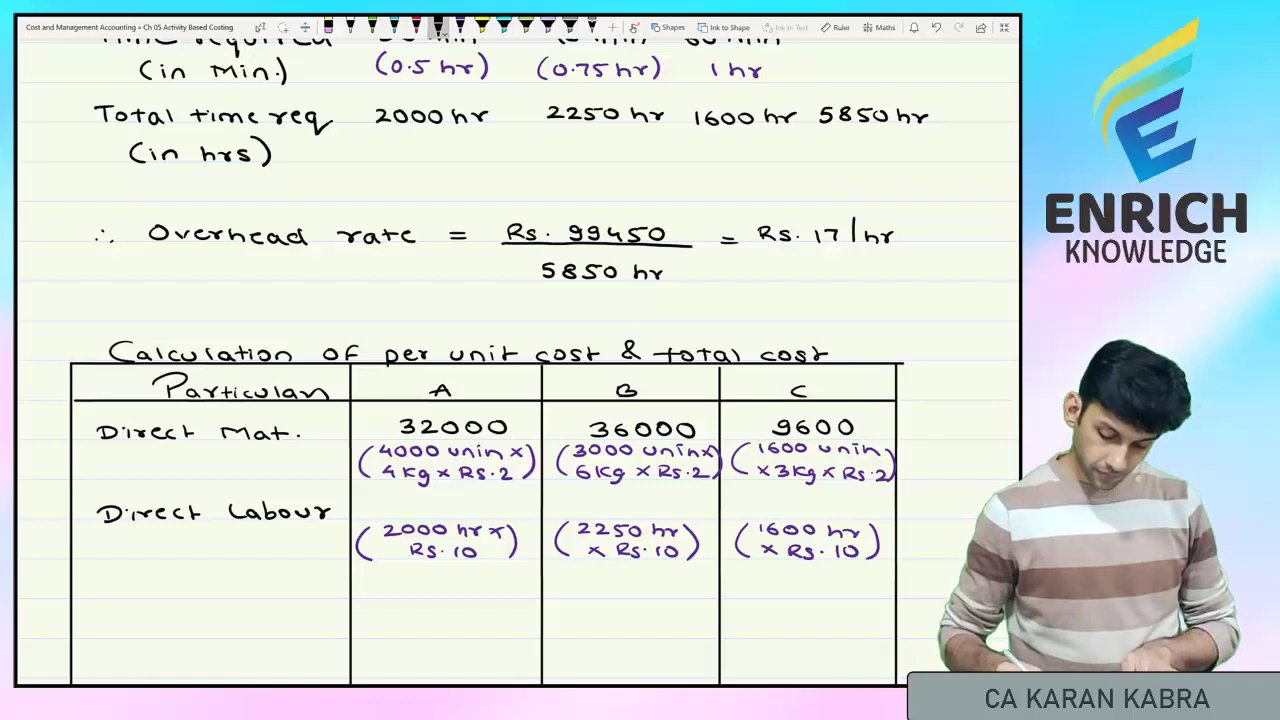 Cost and Management Accounting » Ch 05 Activity Based Costing
Shapes Ink to Shape Ink to Text Ruler Maths
Time required
(in Min.) (0.5 hr) (0.75 hr) 1 hr
Total time req 2000 hr 2250 hr 1600 hr 5850 hr
(in hrs)
∴ Overhead rate = Rs. 99450 = Rs. 17/hr
5850 hr
Calculation of per unit cost & total cost
Particulars A B C
Direct Mat. 32000 36000 9600
(4000 units × (3000 units × (1600 units
4 kg × Rs. 2) 6 kg × Rs. 2) × 3 kg × Rs. 2)
Direct Labour
(2000 hr × (2250 hr (1600 hr
Rs. 10) × Rs. 10) × Rs. 10)
ENRICH
KNOWLEDGE
CA KARAN KABRA